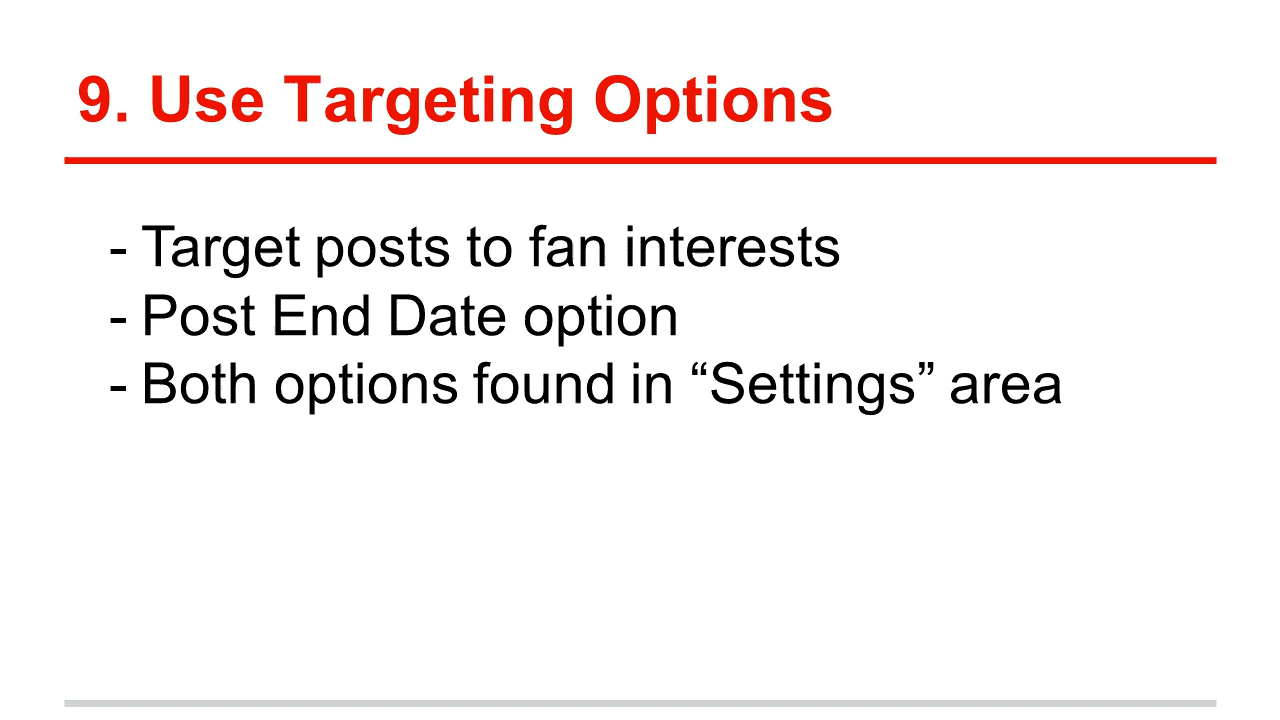 9. Use Targeting Options
- Target posts to fan interests
- Post End Date option
- Both options found in “Settings” area